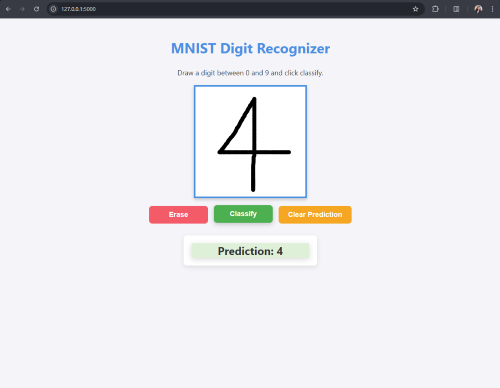 127.0.0.1:5000
MNIST Digit Recognizer
Draw a digit between 0 and 9 and click classify.
4
Erase Classify Clear Prediction
Prediction: 4